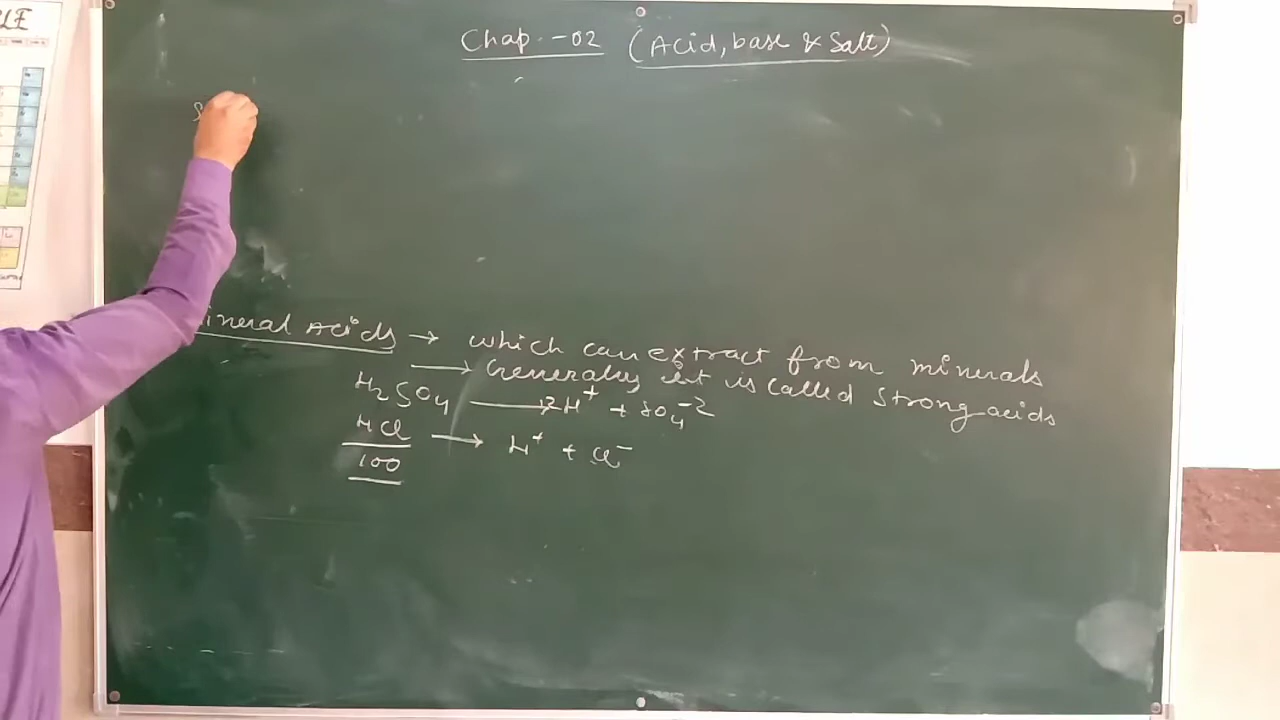 Chap.-02 (Acid, base & Salt)
ineral Acids → which can extract from minerals
→ Generally it is called strong acids
H₂SO₄ → 2H⁺ + SO₄⁻²
HCl → H⁺ + Cl⁻
100